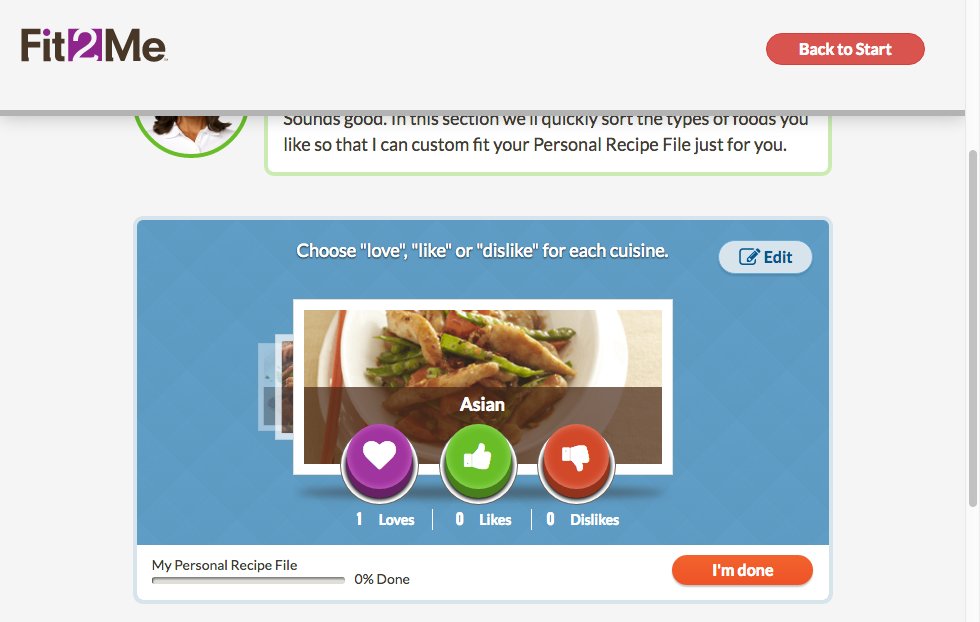 Fit2Me
Back to Start
Sounds good. In this section we'll quickly sort the types of foods you
like so that I can custom fit your Personal Recipe File just for you.
Choose "love", "like" or "dislike" for each cuisine.
Edit
Asian
1 Loves 0 Likes 0 Dislikes
My Personal Recipe File
0% Done
I'm done